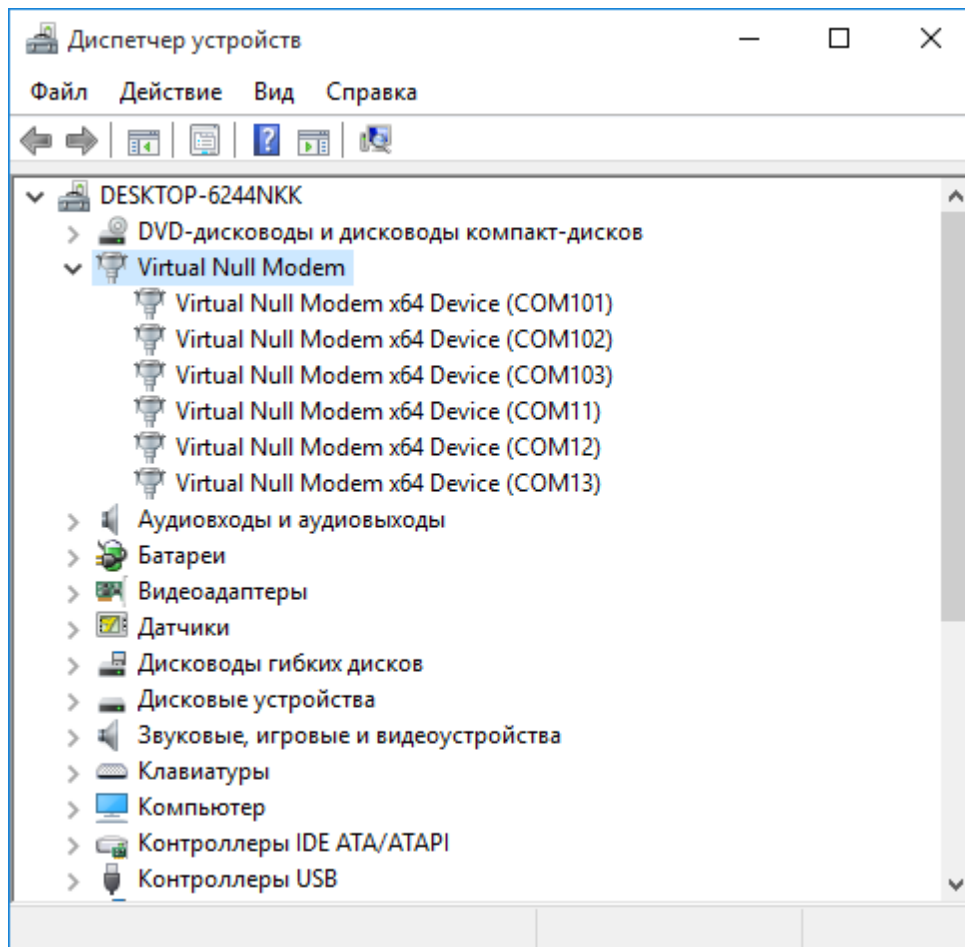 Диспетчер устройств
Файл Действие Вид Справка
DESKTOP-6244NKK
DVD-дисководы и дисководы компакт-дисков
Virtual Null Modem
Virtual Null Modem x64 Device (COM101)
Virtual Null Modem x64 Device (COM102)
Virtual Null Modem x64 Device (COM103)
Virtual Null Modem x64 Device (COM11)
Virtual Null Modem x64 Device (COM12)
Virtual Null Modem x64 Device (COM13)
Аудиовходы и аудиовыходы
Батареи
Видеоадаптеры
Датчики
Дисководы гибких дисков
Дисковые устройства
Звуковые, игровые и видеоустройства
Клавиатуры
Компьютер
Контроллеры IDE ATA/ATAPI
Контроллеры USB